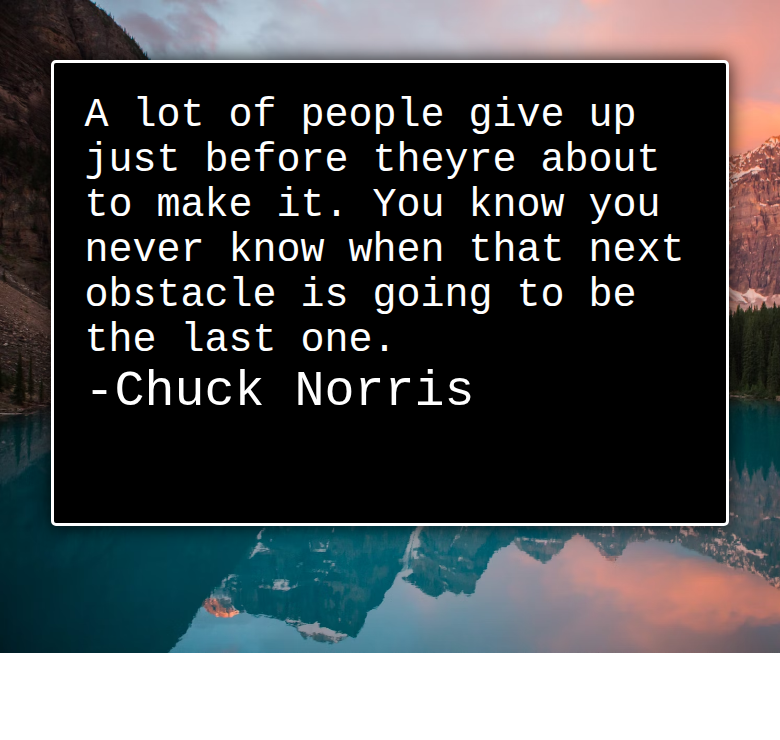 A lot of people give up
just before theyre about
to make it. You know you
never know when that next
obstacle is going to be
the last one.
-Chuck Norris